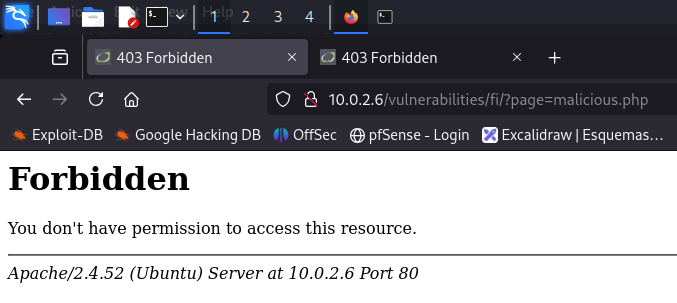 1 2 3 4
403 Forbidden 403 Forbidden
10.0.2.6/vulnerabilities/fi/?page=malicious.php
Exploit-DB Google Hacking DB OffSec pfSense - Login Excalidraw | Esquemas…
Forbidden
You don't have permission to access this resource.
Apache/2.4.52 (Ubuntu) Server at 10.0.2.6 Port 80